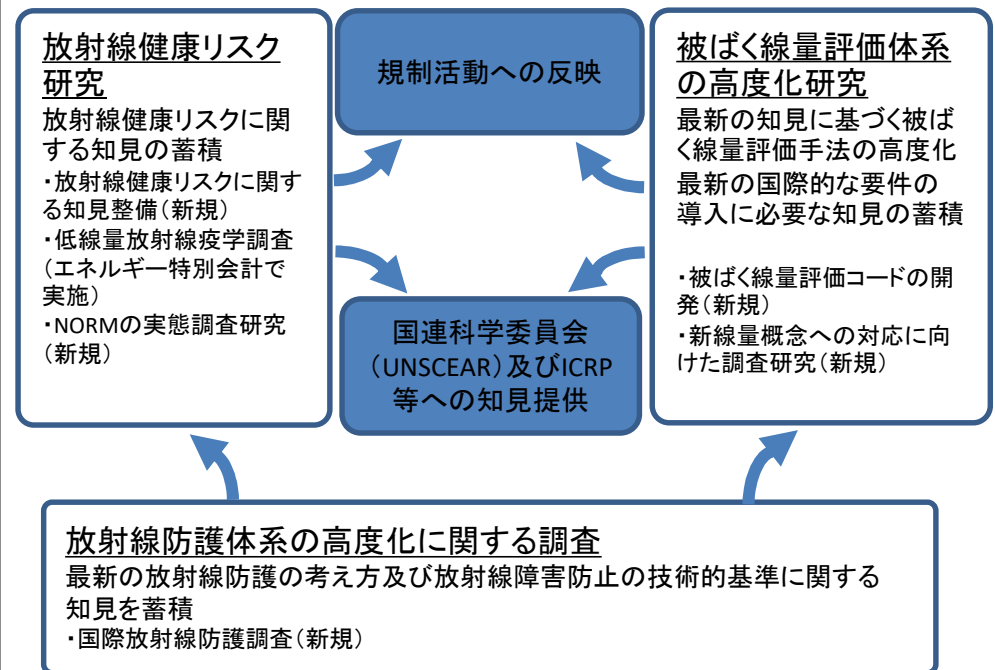 放射線健康リスク
研究
放射線健康リスクに関
する知見の蓄積
・放射線健康リスクに関す
る知見整備(新規)
・低線量放射線疫学調査
(エネルギー特別会計で
実施)
・NORMの実態調査研究
(新規)
規制活動への反映
国連科学委員会
(UNSCEAR)及びICRP
等への知見提供
被ばく線量評価体系
の高度化研究
最新の知見に基づく被ば
く線量評価手法の高度化
最新の国際的な要件の
導入に必要な知見の蓄積
・被ばく線量評価コードの開
発(新規)
・新線量概念への対応に向
けた調査研究(新規)
放射線防護体系の高度化に関する調査
最新の放射線防護の考え方及び放射線障害防止の技術的基準に関する
知見を蓄積
・国際放射線防護調査(新規)